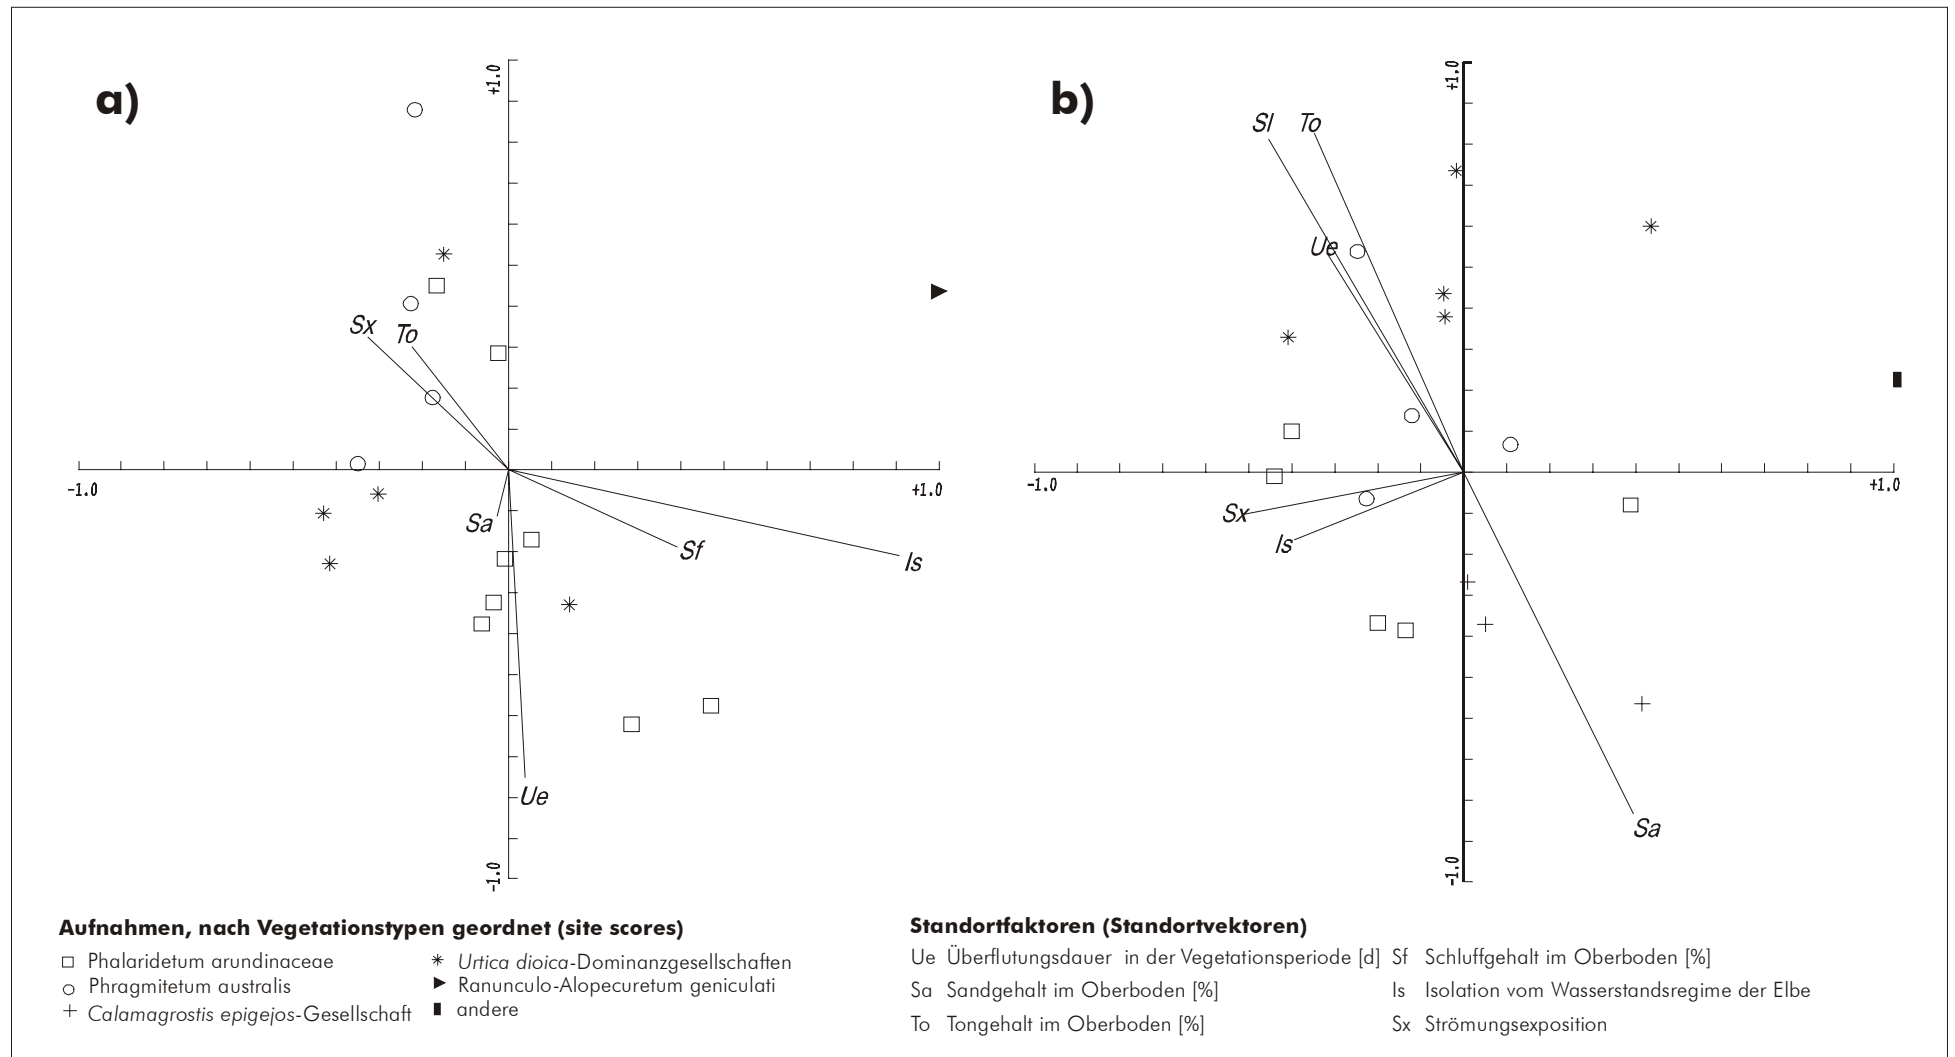 a)
+1.0
Sx
To
-1.0
+1.0
Sa
Sf
Is
Ue
-1.0
b)
+1.0
Sl To
Ue
-1.0
+1.0
Sx
Is
Sa
-1.0
Aufnahmen, nach Vegetationstypen geordnet (site scores)
Phalaridetum arundinaceae
Phragmitetum australis
Calamagrostis epigejos-Gesellschaft
Urtica dioica-Dominanzgesellschaften
Ranunculo-Alopecuretum geniculati
andere
Standortfaktoren (Standortvektoren)
Ue Überflutungsdauer in der Vegetationsperiode [d]
Sa Sandgehalt im Oberboden [%]
To Tongehalt im Oberboden [%]
Sf Schluffgehalt im Oberboden [%]
Is Isolation vom Wasserstandsregime der Elbe
Sx Strömungsexposition